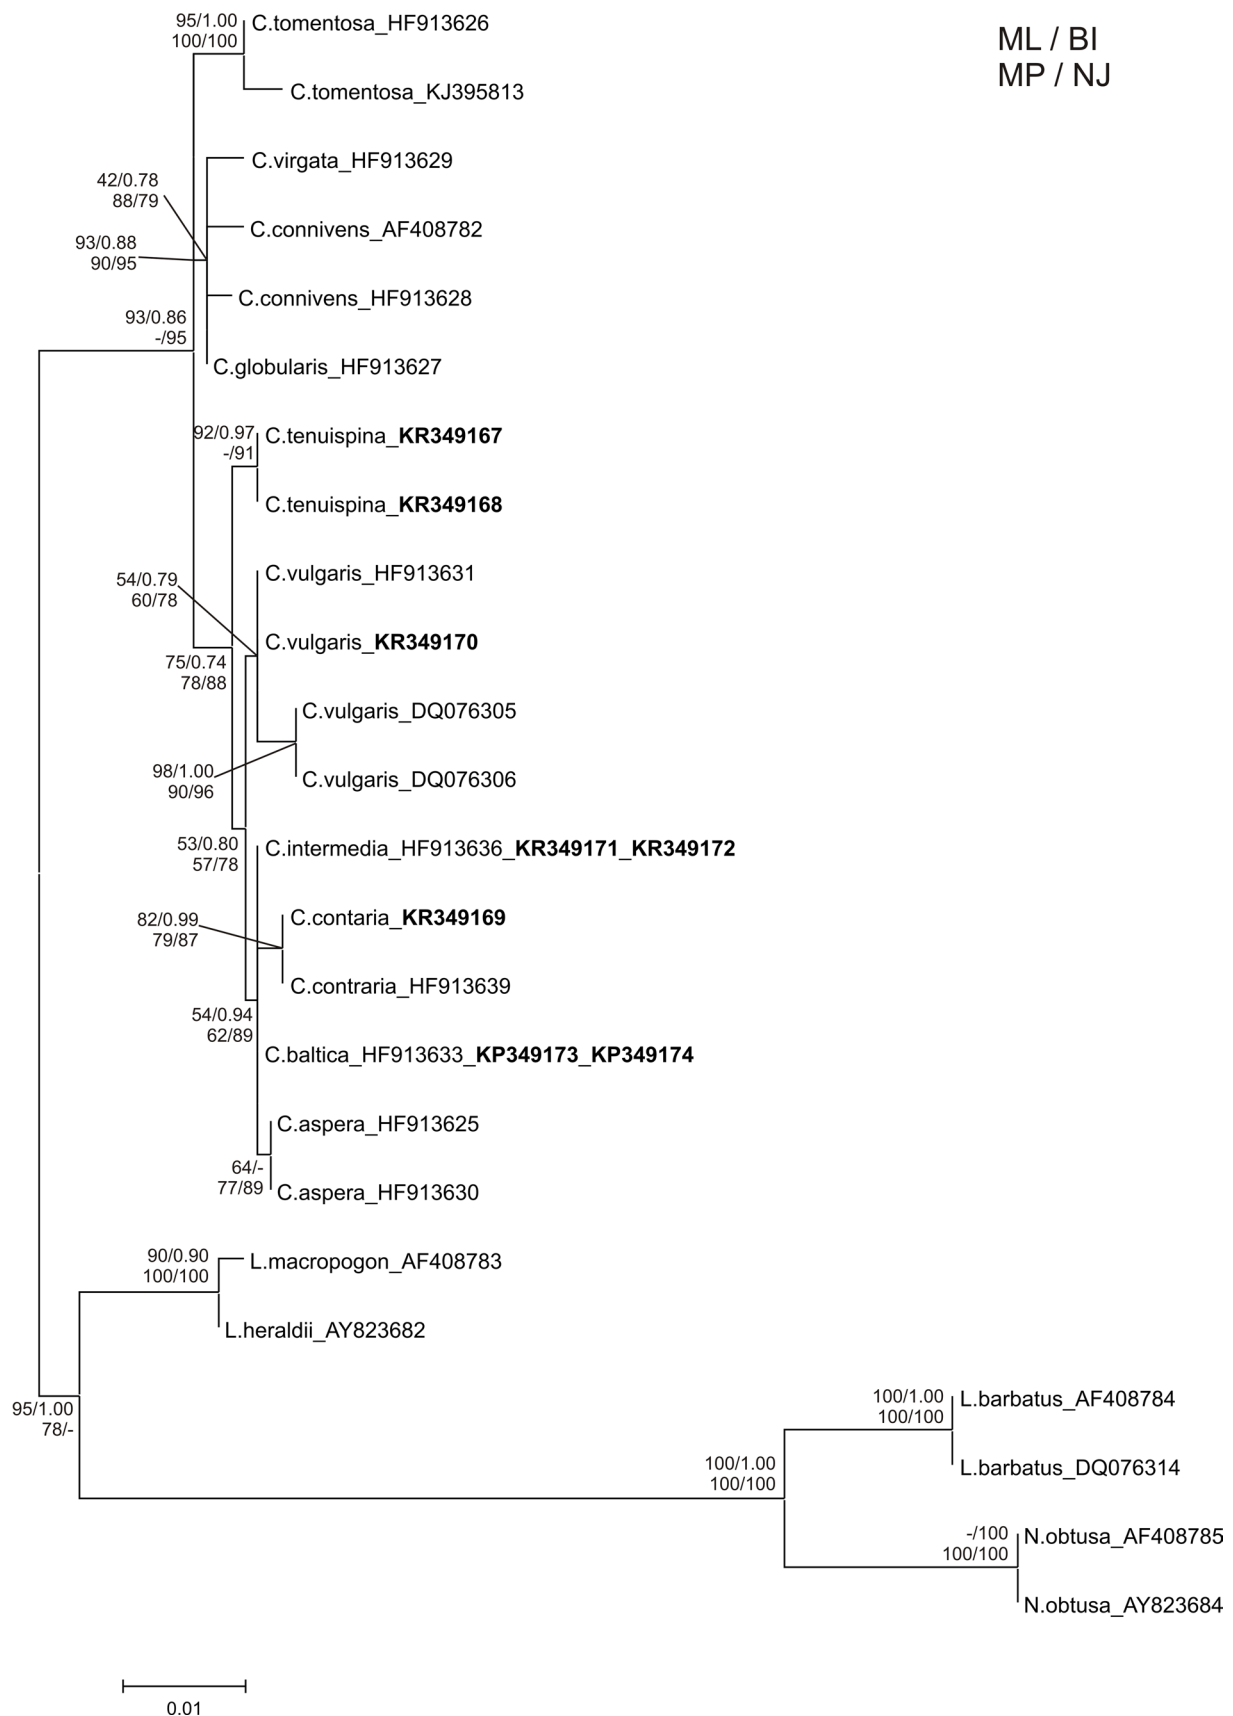 95/1.00
100/100
C.tomentosa_HF913626
ML / BI
MP / NJ
C.tomentosa_KJ395813
C.virgata_HF913629
42/0.78
88/79
C.connivens_AF408782
93/0.88
90/95
C.connivens_HF913628
93/0.86
-/95
C.globularis_HF913627
92/0.97
-/91
C.tenuispina_KR349167
C.tenuispina_KR349168
C.vulgaris_HF913631
54/0.79
60/78
C.vulgaris_KR349170
75/0.74
78/88
C.vulgaris_DQ076305
98/1.00
90/96
C.vulgaris_DQ076306
53/0.80
57/78
C.intermedia_HF913636_KR349171_KR349172
82/0.99
79/87
C.contaria_KR349169
C.contraria_HF913639
54/0.94
62/89
C.baltica_HF913633_KP349173_KP349174
C.aspera_HF913625
64/-
77/89
C.aspera_HF913630
90/0.90
100/100
L.macropogon_AF408783
L.heraldii_AY823682
95/1.00
78/-
100/1.00
100/100
L.barbatus_AF408784
100/1.00
100/100
L.barbatus_DQ076314
-/100
100/100
N.obtusa_AF408785
N.obtusa_AY823684
0.01